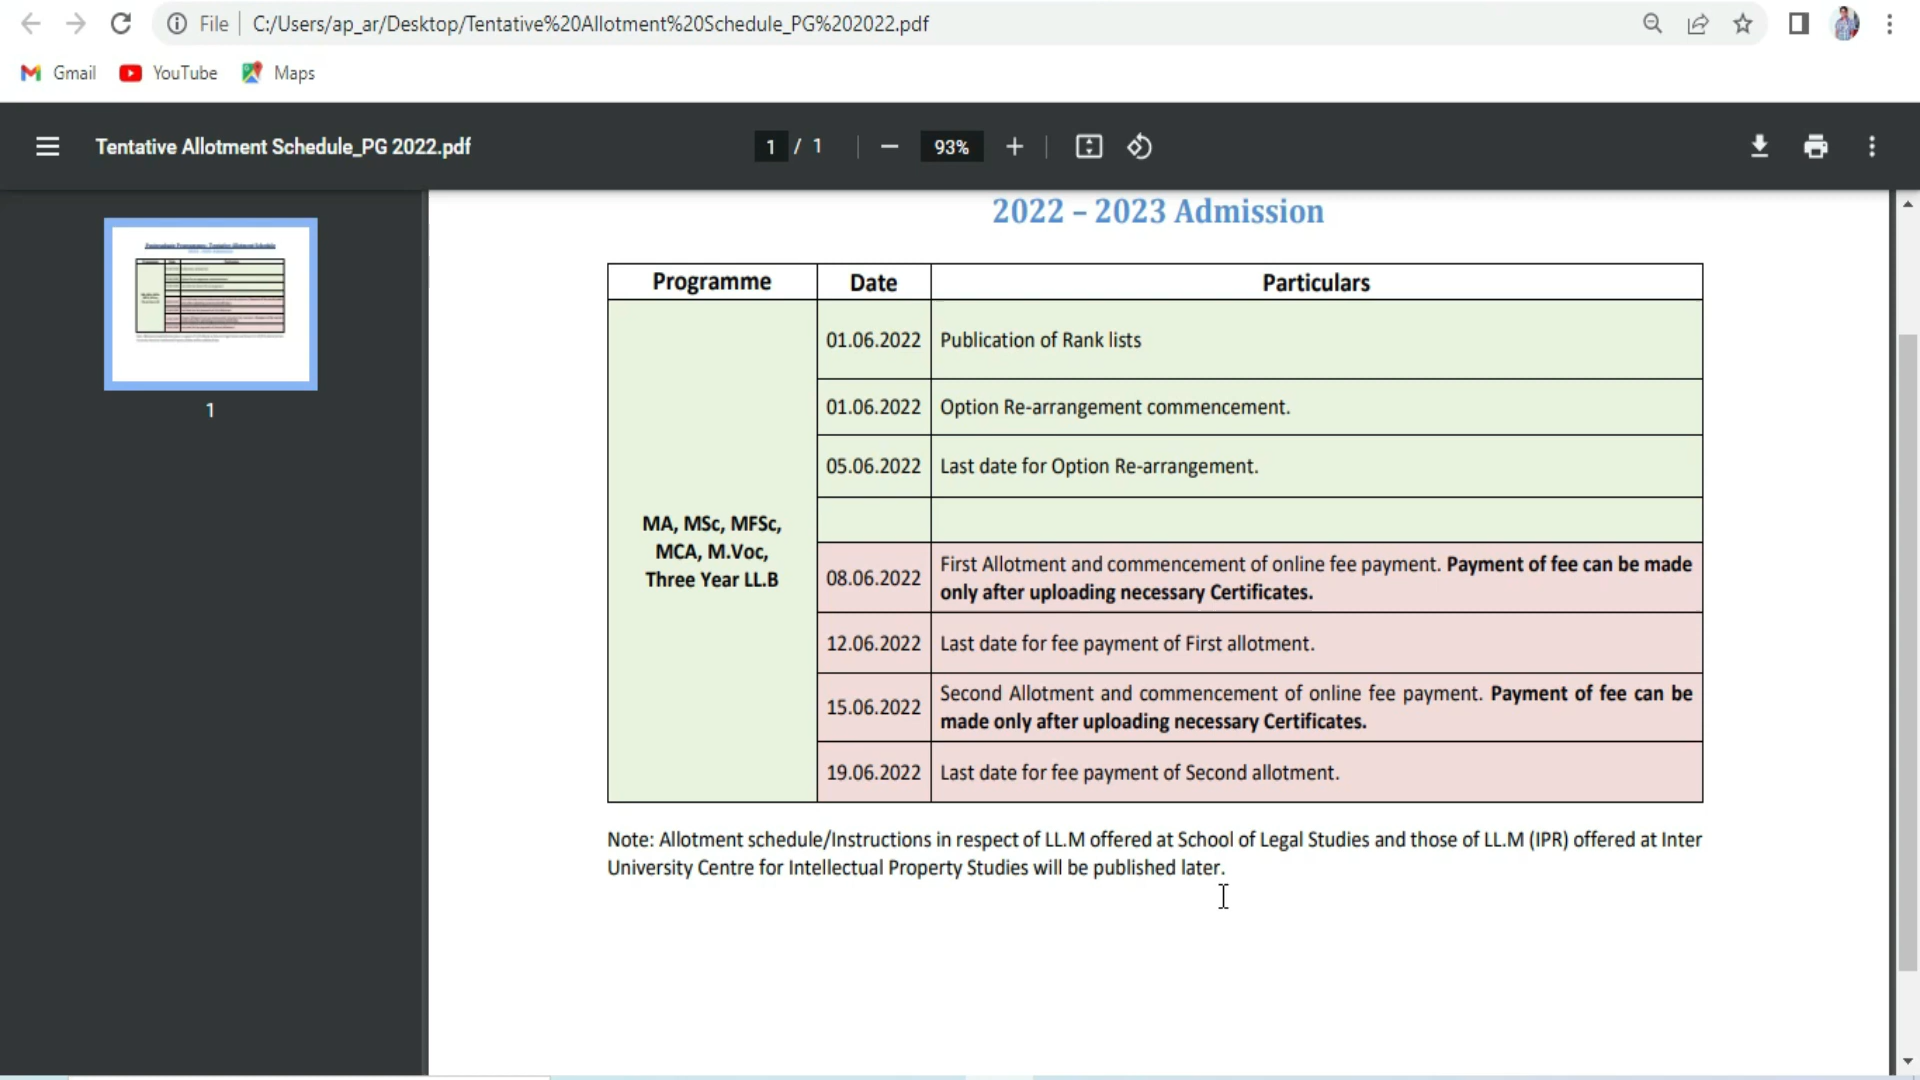 File
C:/Users/ap_ar/Desktop/Tentative%20Allotment%20Schedule_PG%202022.pdf
Gmail
YouTube
Maps
Tentative Allotment Schedule_PG 2022.pdf
1 / 1
93%
1
2022 – 2023 Admission
Programme Date Particulars
MA, MSc, MFSc,
MCA, M.Voc,
Three Year LL.B
01.06.2022 Publication of Rank lists
01.06.2022 Option Re-arrangement commencement.
05.06.2022 Last date for Option Re-arrangement.
08.06.2022 First Allotment and commencement of online fee payment. Payment of fee can be made
only after uploading necessary Certificates.
12.06.2022 Last date for fee payment of First allotment.
15.06.2022 Second Allotment and commencement of online fee payment. Payment of fee can be
made only after uploading necessary Certificates.
19.06.2022 Last date for fee payment of Second allotment.
Note: Allotment schedule/Instructions in respect of LL.M offered at School of Legal Studies and those of LL.M (IPR) offered at Inter
University Centre for Intellectual Property Studies will be published later.